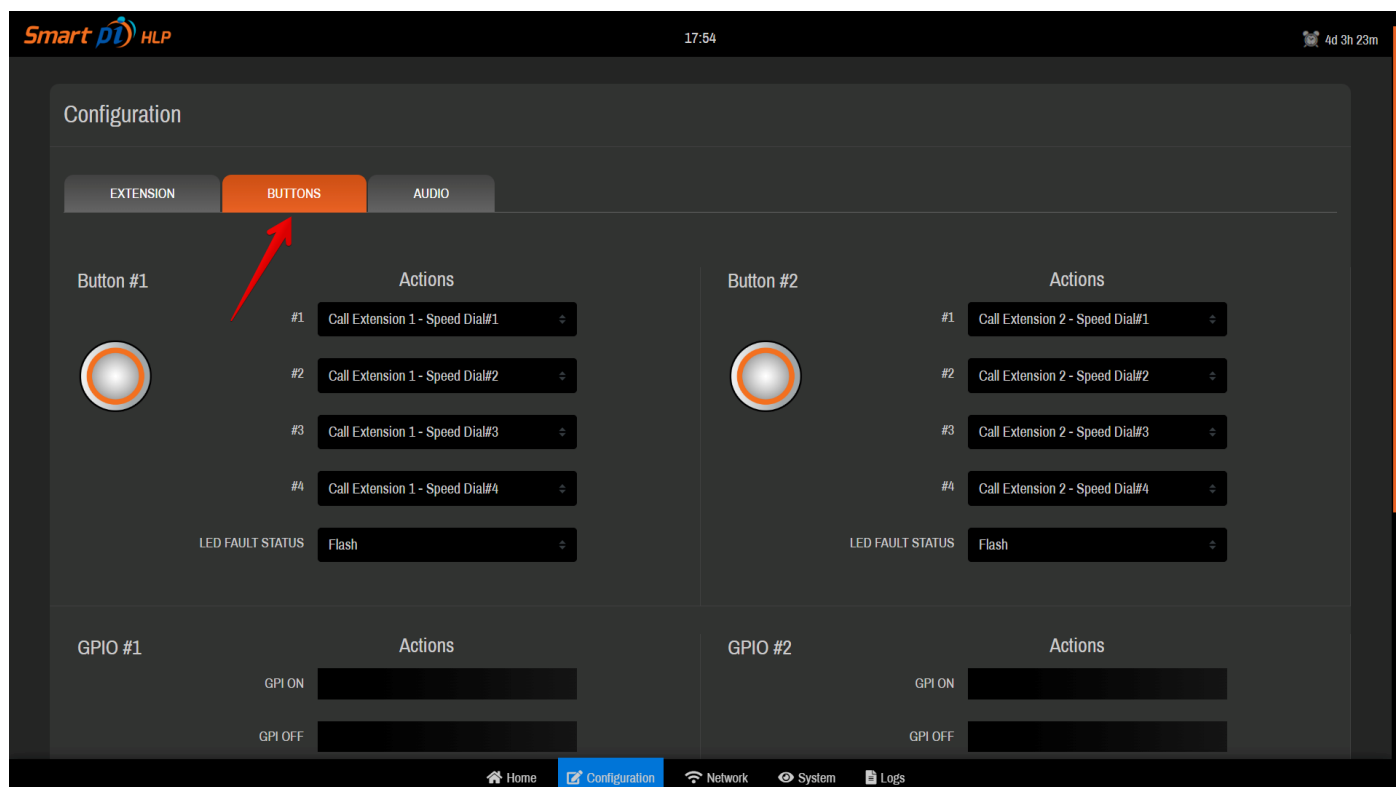 Smart pi HLP
17:54
4d 3h 23m
Configuration
EXTENSION
BUTTONS
AUDIO
Button #1
Actions
#1 Call Extension 1 - Speed Dial#1
#2 Call Extension 1 - Speed Dial#2
#3 Call Extension 1 - Speed Dial#3
#4 Call Extension 1 - Speed Dial#4
LED FAULT STATUS Flash
Button #2
Actions
#1 Call Extension 2 - Speed Dial#1
#2 Call Extension 2 - Speed Dial#2
#3 Call Extension 2 - Speed Dial#3
#4 Call Extension 2 - Speed Dial#4
LED FAULT STATUS Flash
GPIO #1
Actions
GPI ON
GPI OFF
GPIO #2
Actions
GPI ON
GPI OFF
Home
Configuration
Network
System
Logs